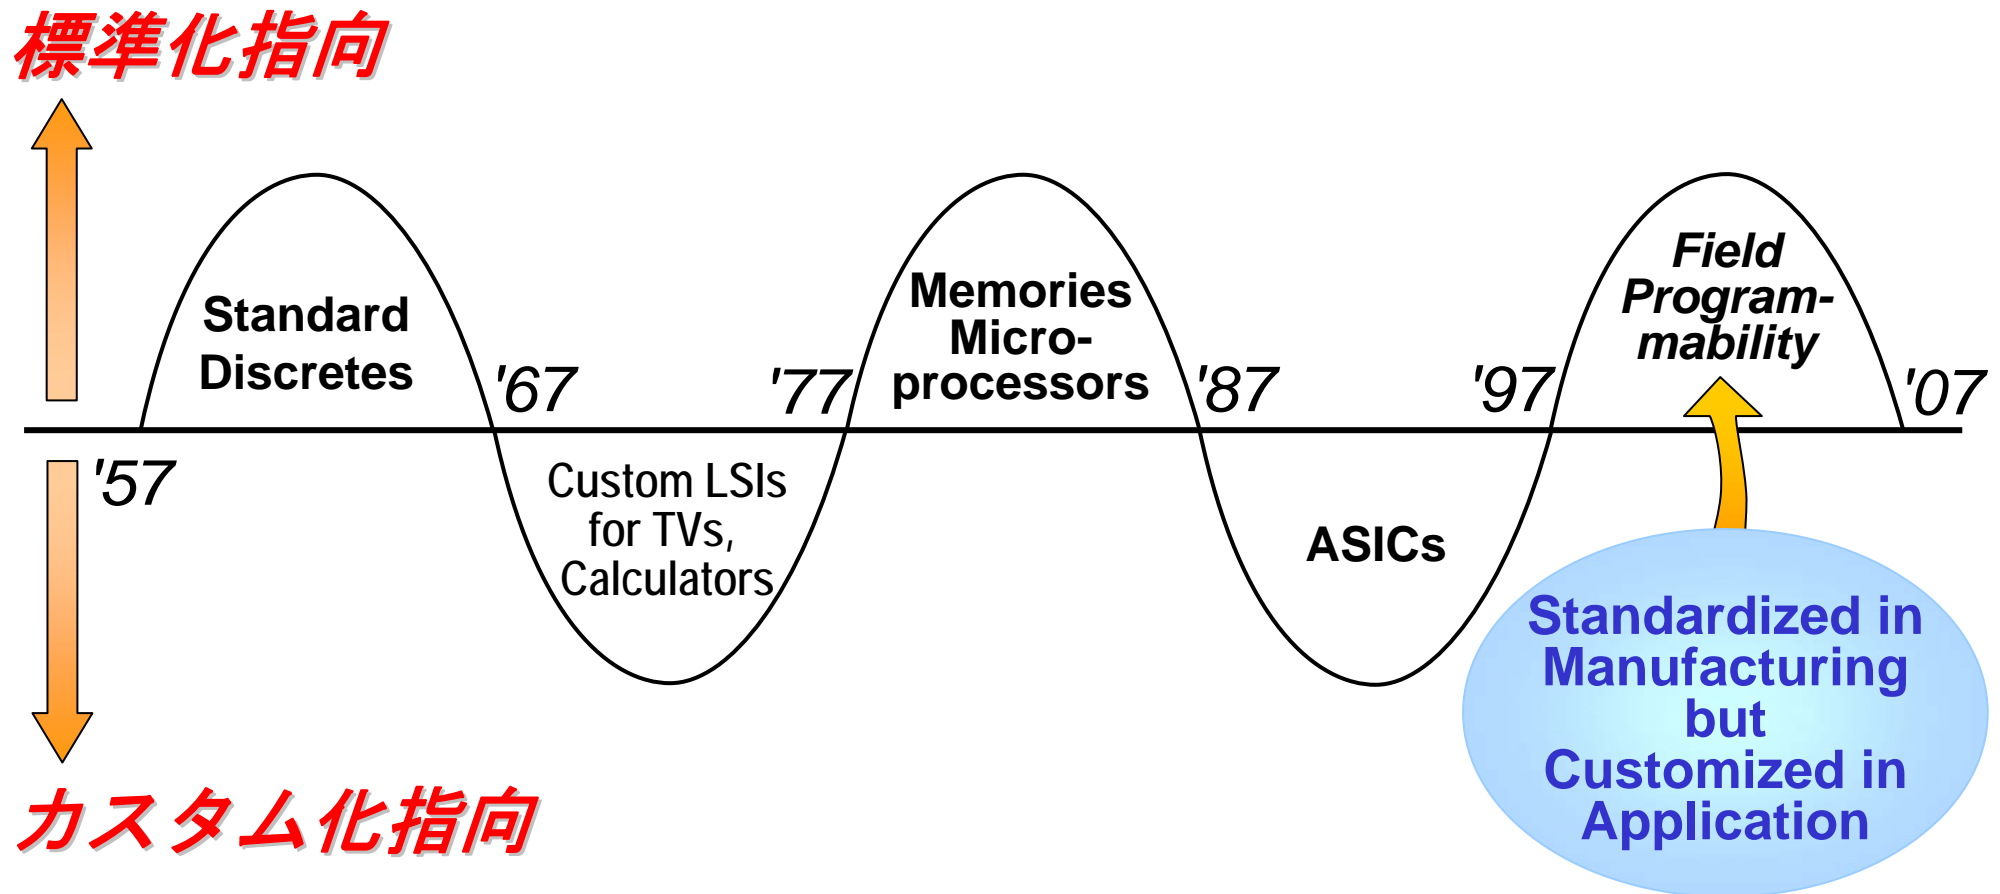 標準化指向
Standard
Discretes
'57
'67
Custom LSIs
for TVs,
Calculators
'77
Memories
Micro-
processors
'87
ASICs
'97
Field
Program-
mability
'07
Standardized in
Manufacturing
but
Customized in
Application
カスタム化指向